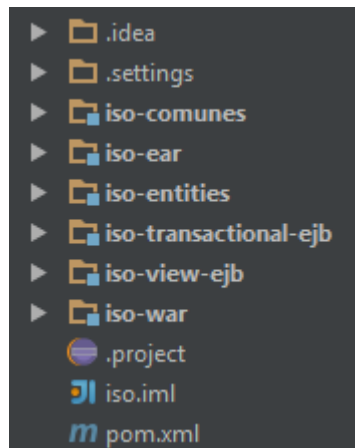 .idea
.settings
iso-comunes
iso-ear
iso-entities
iso-transactional-ejb
iso-view-ejb
iso-war
.project
iso.iml
pom.xml